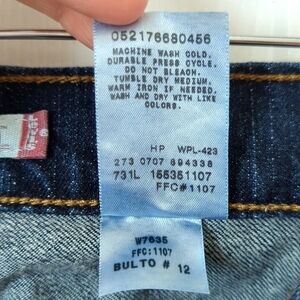 052176680456
MACHINE WASH COLD.
DURABLE PRESS CYCLE.
DO NOT BLEACH.
TUMBLE DRY MEDIUM.
WARM IRON IF NEEDED.
WASH AND DRY WITH LIKE
COLORS.
HP WPL-423
273 0707 894338
731L 155351107
FFC#1107
W7635
FFC:1107
BULTO # 12